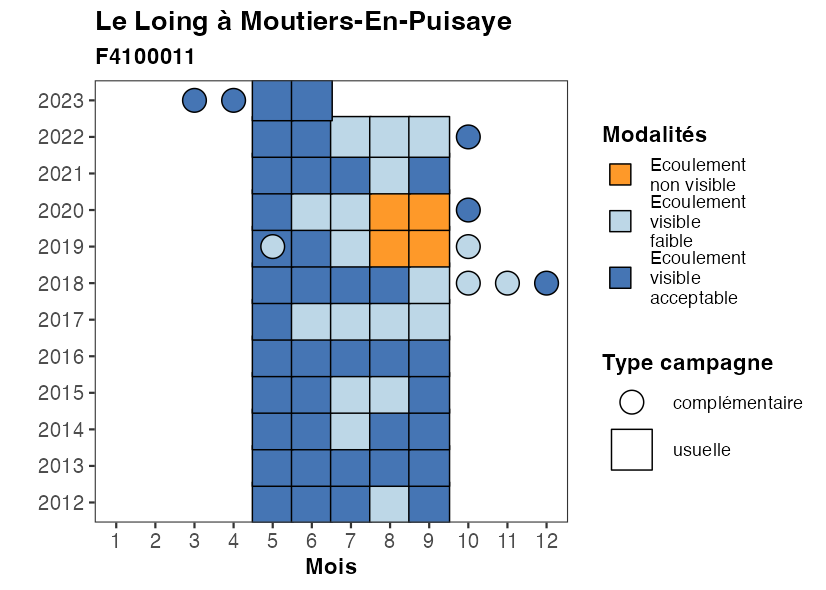 Le Loing à Moutiers-En-Puisaye
F4100011
2023
2022
2021
2020
2019
2018
2017
2016
2015
2014
2013
2012
1 2 3 4 5 6 7 8 9 10 11 12
Mois
Modalités
Ecoulement
non visible
Ecoulement
visible
faible
Ecoulement
visible
acceptable
Type campagne
complémentaire
usuelle